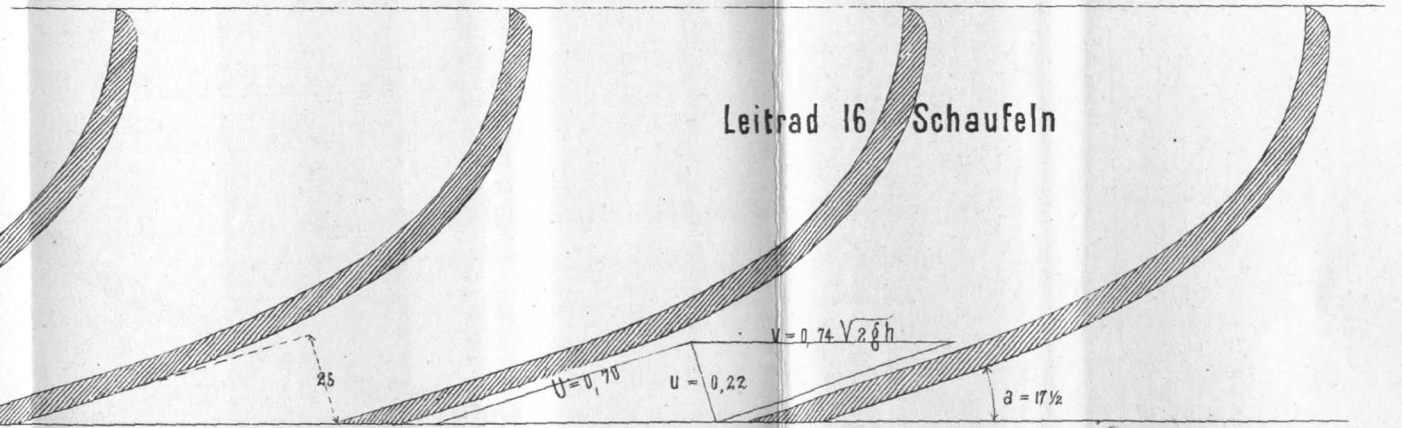 Leitrad 16 Schaufeln
v = 0,74 √2gh
25
U = 0,70
u = 0,22
a = 17½